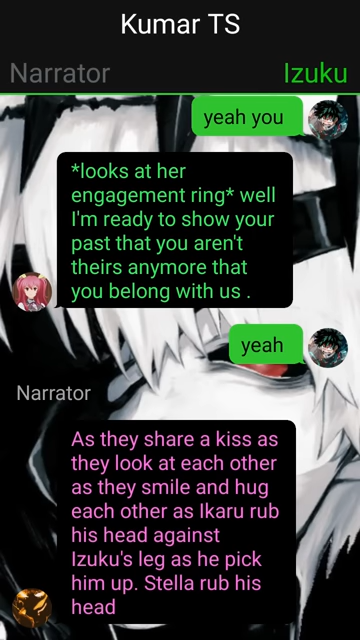 Kumar TS
Narrator
Izuku
yeah you
*looks at her
engagement ring* well
I'm ready to show your
past that you aren't
theirs anymore that
you belong with us .
yeah
Narrator
As they share a kiss as
they look at each other
as they smile and hug
each other as Ikaru rub
his head against
Izuku's leg as he pick
him up. Stella rub his
head